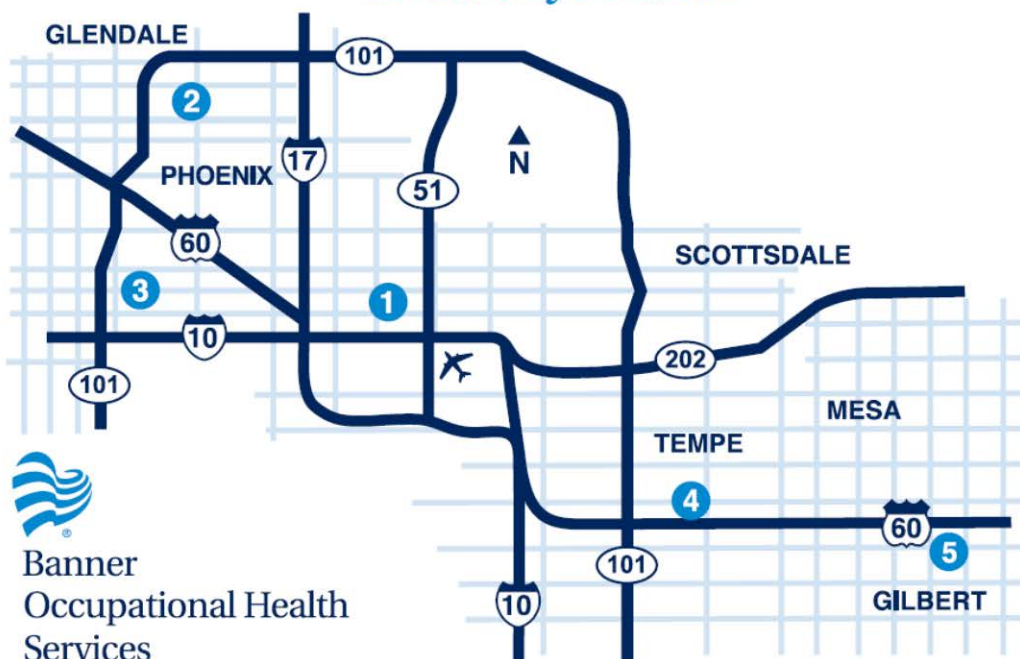 GLENDALE
101
2
17
PHOENIX
N
51
60
SCOTTSDALE
3
1
10
202
101
MESA
TEMPE
4
60
5
®
Banner
Occupational Health
Services
101
10
GILBERT